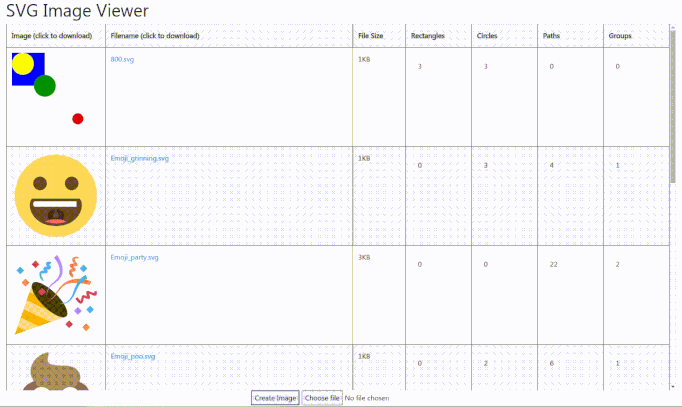 SVG Image Viewer
Image (click to download) Filename (click to download) File Size Rectangles Circles Paths Groups
800.svg 1KB 3 3 0 0
Emoji_grinning.svg 1KB 0 3 4 1
Emoji_party.svg 3KB 0 0 22 2
Emoji_poo.svg 1KB 0 2 6 1
Create Image Choose file No file chosen